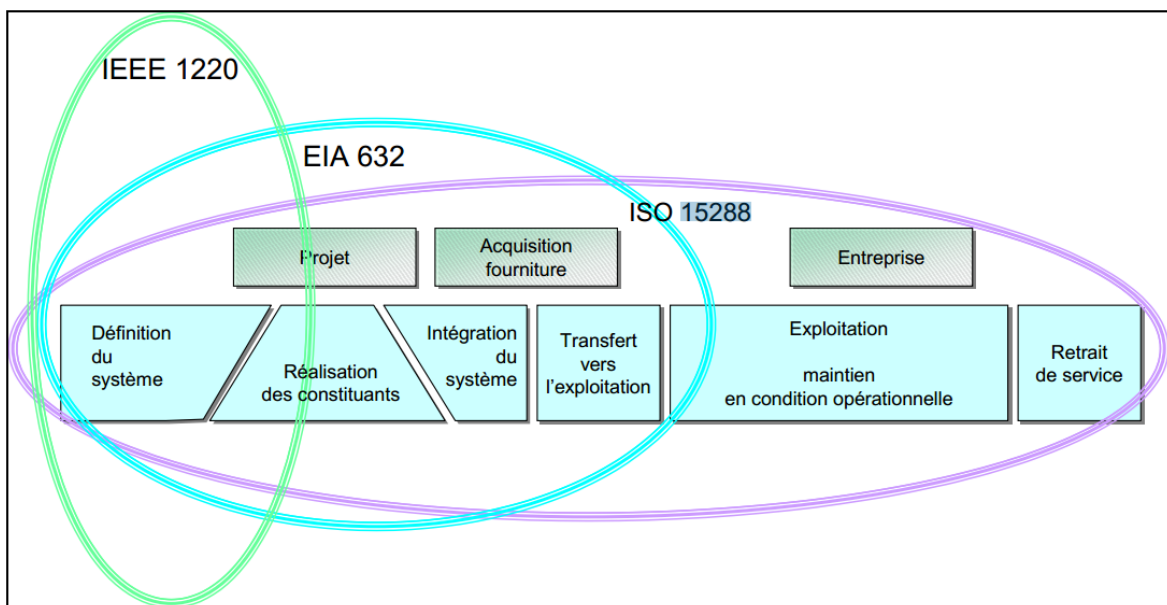 IEEE 1220
EIA 632
ISO 15288
Projet
Acquisition
fourniture
Entreprise
Définition
du
système
Réalisation
des constituants
Intégration
du
système
Transfert
vers
l’exploitation
Exploitation
maintien
en condition opérationnelle
Retrait
de service